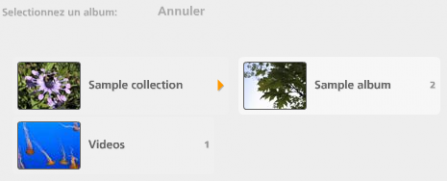 Selectionnez un album: Annuler
Sample collection
Sample album 2
Videos 1